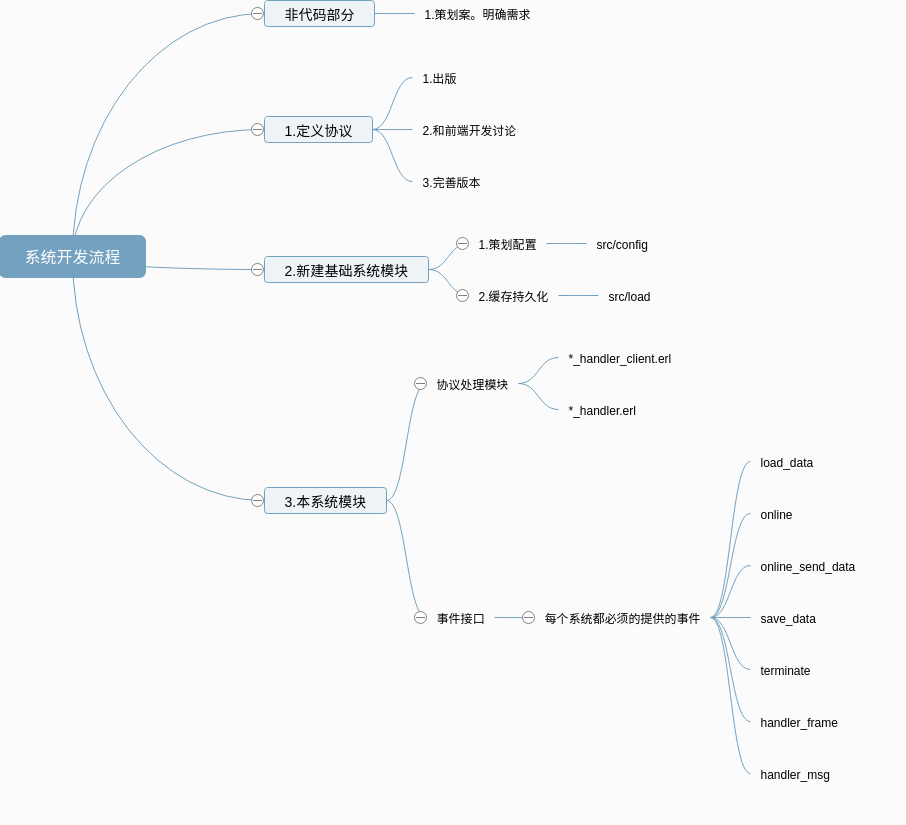 系统开发流程
非代码部分
1.策划案。明确需求
1.定义协议
1.出版
2.和前端开发讨论
3.完善版本
2.新建基础系统模块
1.策划配置
src/config
2.缓存持久化
src/load
3.本系统模块
协议处理模块
*_handler_client.erl
*_handler.erl
事件接口
每个系统都必须的提供的事件
load_data
online
online_send_data
save_data
terminate
handler_frame
handler_msg